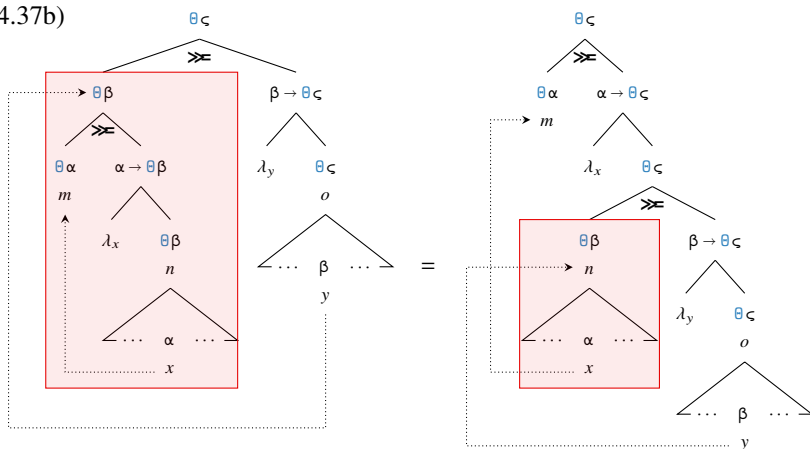 4.37b)
Θς Θς
≫= ≫=
Θβ β → Θς Θα α → Θς
≫= m
Θα α → Θβ λy Θς λx Θς
m o ≫=
λx Θβ Θβ β → Θς
n ··· β ··· = n
y λy Θς
··· α ··· ··· α ··· o
x x
··· β ···
y